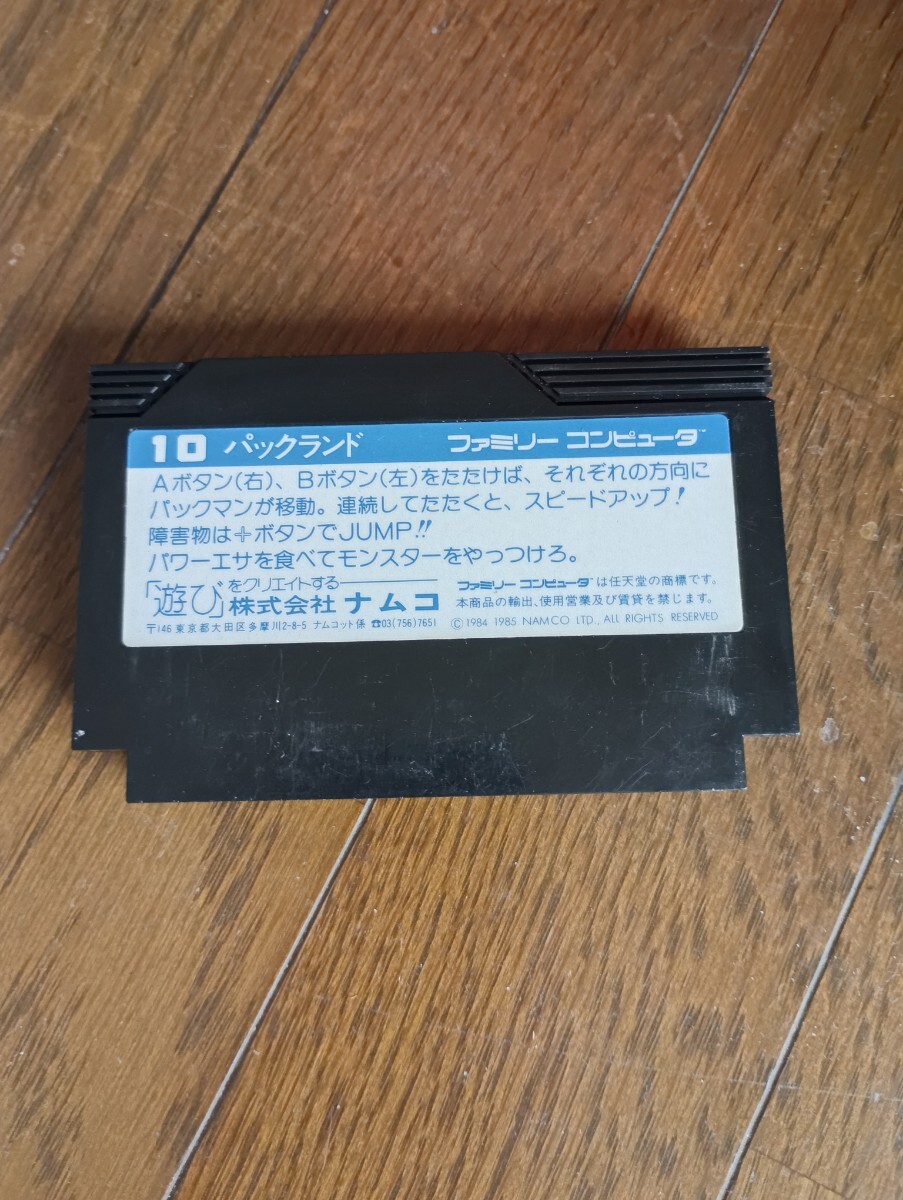 10 パックランド ファミリー コンピュータ™
Aボタン(右)、Bボタン(左)をたたけば、それぞれの方向に
パックマンが移動。連続してたたくと、スピードアップ!
障害物は+ボタンでJUMP!!
パワーエサを食べてモンスターをやっつけろ。
「遊び」をクリエイトする
株式会社 ナムコ
〒146 東京都大田区多摩川2-8-5 ナムコット係 ☎03(756)7651
ファミリー コンピュータ は任天堂の商標です。
本商品の輸出、使用営業及び賃貸を禁じます。
©1984 1985 NAMCO LTD., ALL RIGHTS RESERVED